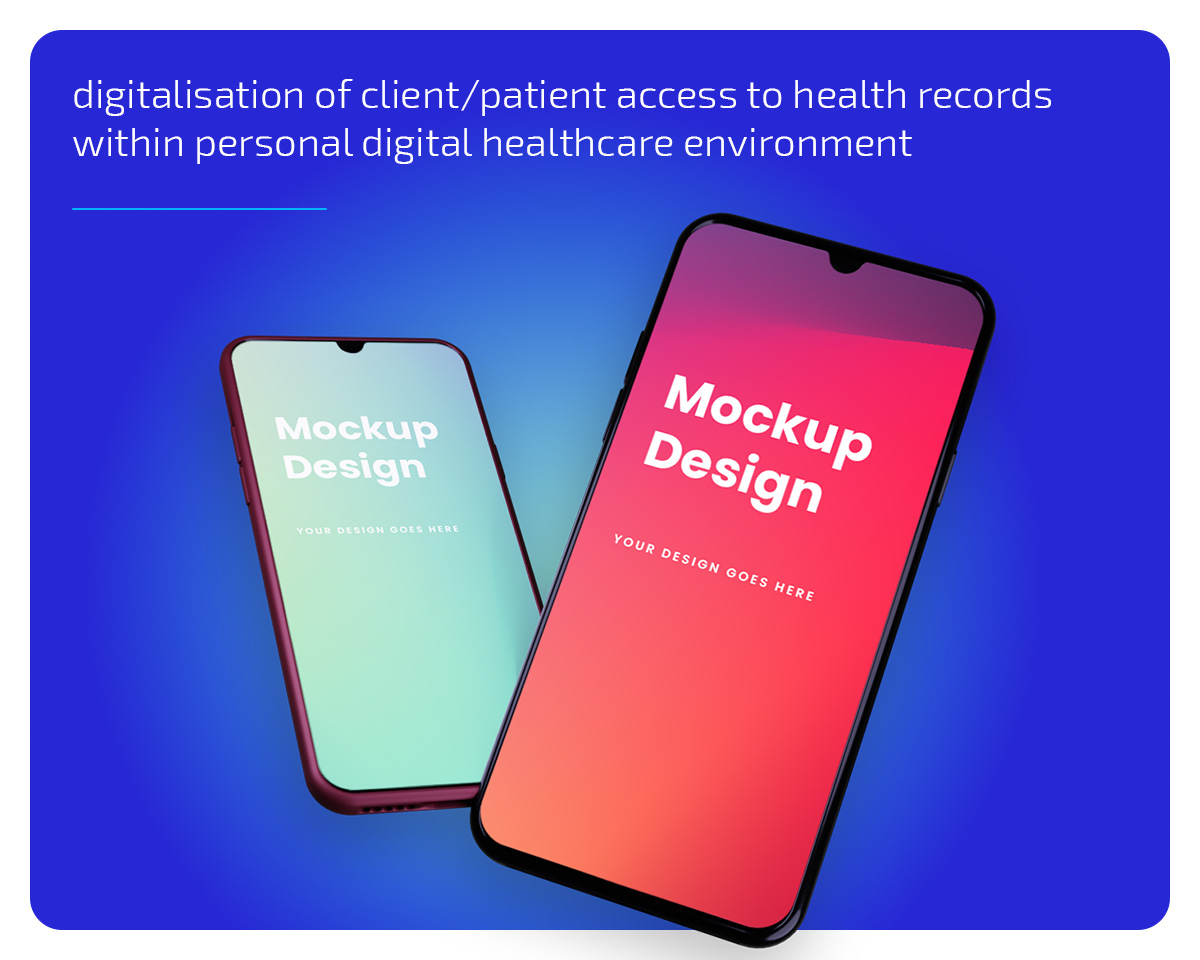 digitalisation of client/patient access to health records
within personal digital healthcare environment
Mockup
Design
YOUR DESIGN GOES HERE
Mockup
Design
YOUR DESIGN GOES HERE